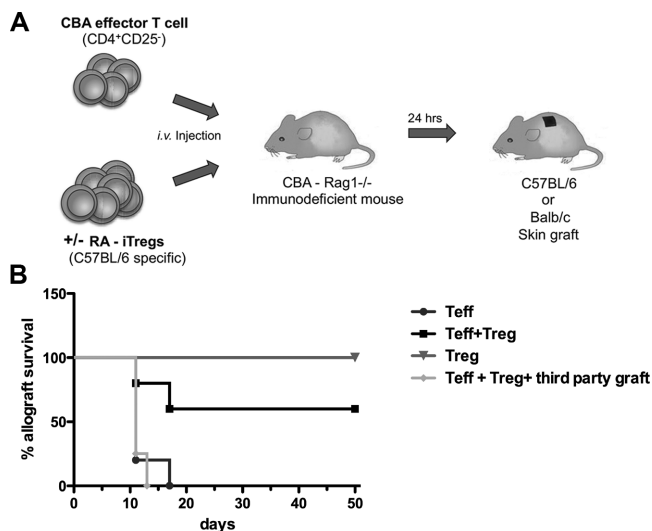 A
CBA effector T cell
(CD4⁺CD25⁻)
i.v. Injection
+/- RA - iTregs
(C57BL/6 specific)
CBA - Rag1-/-
Immunodeficient mouse
24 hrs
C57BL/6
or
Balb/c
Skin graft
B
% allograft survival
150
100
50
0
0 10 20 30 40 50
days
Teff
Teff+Treg
Treg
Teff + Treg+ third party graft